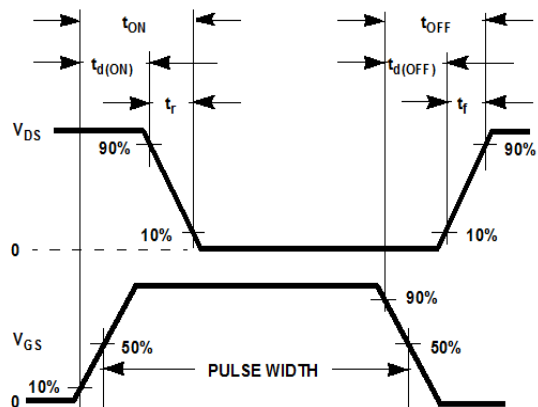 tON tOFF
td(ON) td(OFF)
tr tf
VDS
90% 90%
10% 10%
0
90%
VGS 50% 50%
PULSE WIDTH
10%
0